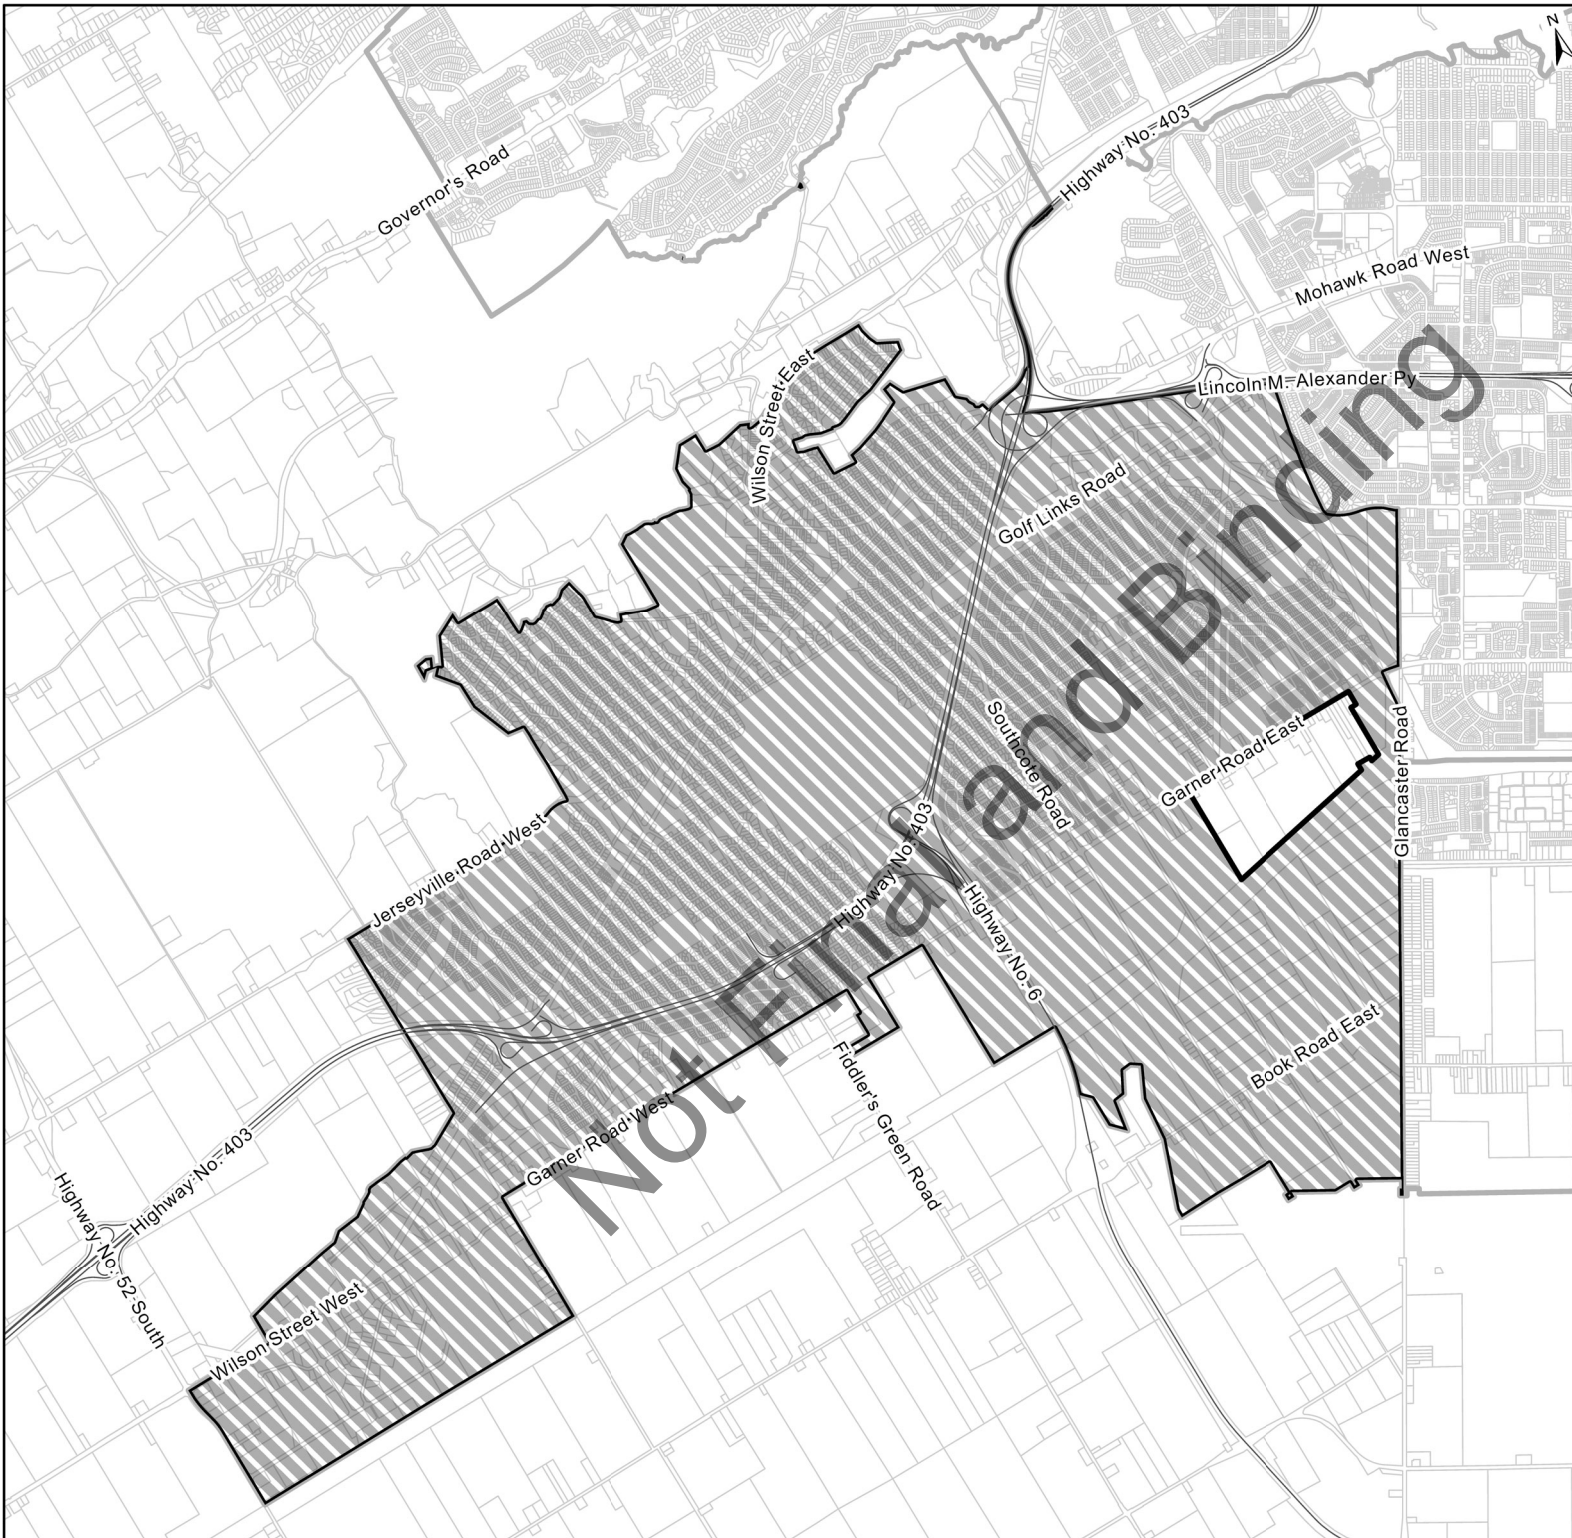 N
Highway No. 403
Governor's Road
Mohawk Road West
Wilson Street East
Lincoln M. Alexander Py
Golf Links Road
Not Final and Binding
Southcote Road
Garner Road East
Glancaster Road
Jerseyville Road West
Highway No. 403
Highway No. 6
Book Road East
Fiddler's Green Road
Garner Road West
Highway No. 403
Highway No. 52 South
Wilson Street West